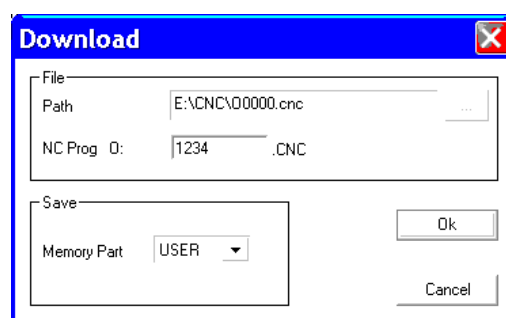 Download
File
Path E:\CNC\O0000.cnc ...
NC Prog O: 1234 .CNC
Save
Memory Part USER
Ok
Cancel